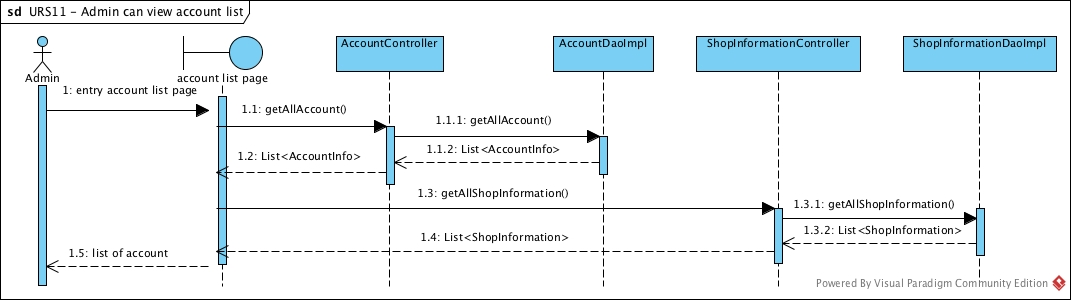 sd URS11 – Admin can view account list
AccountController
AccountDaoImpl
ShopInformationController
ShopInformationDaoImpl
Admin
account list page
1: entry account list page
1.1: getAllAccount()
1.1.1: getAllAccount()
1.1.2: List<AccountInfo>
1.2: List<AccountInfo>
1.3: getAllShopInformation()
1.3.1: getAllShopInformation()
1.3.2: List<ShopInformation>
1.4: List<ShopInformation>
1.5: list of account
Powered By Visual Paradigm Community Edition